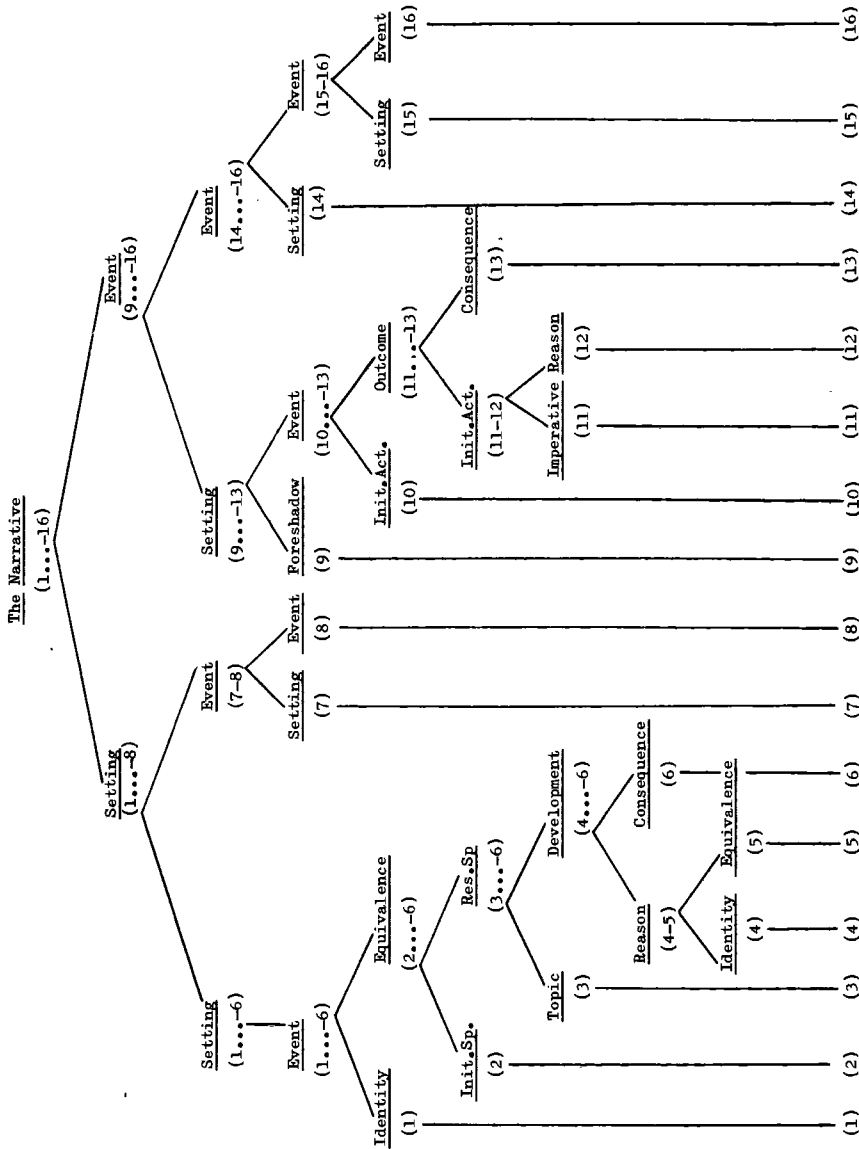 The Narrative
(1...-16)
Setting
(1...-8)
Event
(9...-16)
Setting
(1...-6)
Event
(7-8)
Setting
(9...-13)
Event
(14...-16)
Event
(1...-6)
Setting
(7)
Event
(8)
Foreshadow
(9)
Event
(10...-13)
Setting
(14)
Event
(15-16)
Identity
(1)
Equivalence
(2...-6)
Init.Act.
(10)
Outcome
(11...-13)
Setting
(15)
Event
(16)
Init.Sp.
(2)
Res.Sp
(3...-6)
Init.Act.
(11-12)
Consequence
(13)
Topic
(3)
Development
(4...-6)
Imperative
(11)
Reason
(12)
Reason
(4-5)
Consequence
(6)
Identity
(4)
Equivalence
(5)
(1) (2) (3) (4) (5) (6) (7) (8) (9) (10) (11) (12) (13) (14) (15) (16)